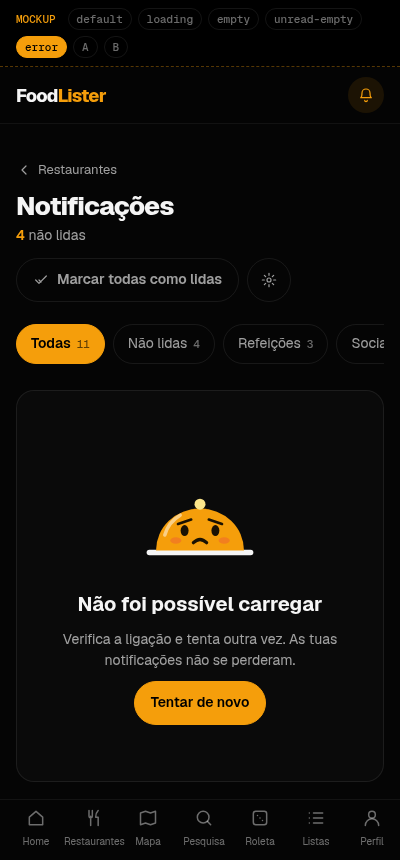 MOCKUP default loading empty unread-empty
error A B
FoodLister
Restaurantes
Notificações
4 não lidas
Marcar todas como lidas
Todas 11 Não lidas 4 Refeições 3 Socia
Não foi possível carregar
Verifica a ligação e tenta outra vez. As tuas
notificações não se perderam.
Tentar de novo
Home Restaurantes Mapa Pesquisa Roleta Listas Perfil